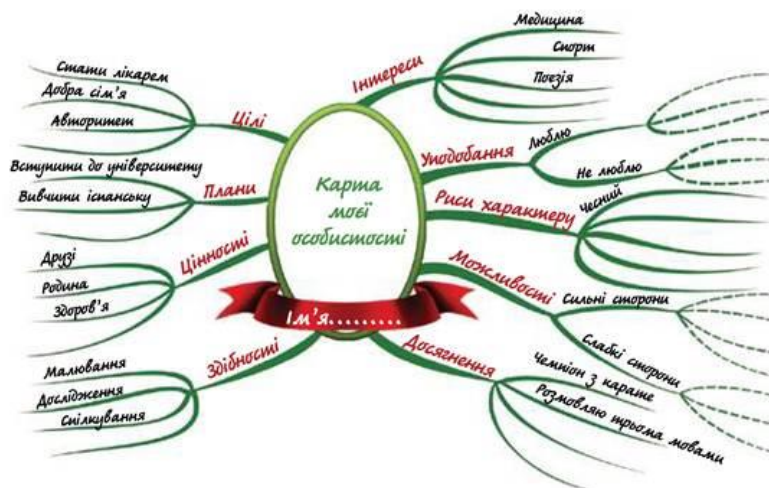 Карта
моєї
особистості
Ім'я.........
Цілі
Стати лікарем
Добра сім'я
Авторитет
Плани
Вступити до університету
Вивчити іспанську
Цінності
Друзі
Родина
Здоров'я
Здібності
Малювання
Дослідження
Спілкування
Інтереси
Медицина
Спорт
Поезія
Уподобання
Люблю
Не люблю
Риси характеру
Чесний
Можливості
Сильні сторони
Слабкі сторони
Досягнення
Чемпіон з карате
Розмовляю трьома мовами